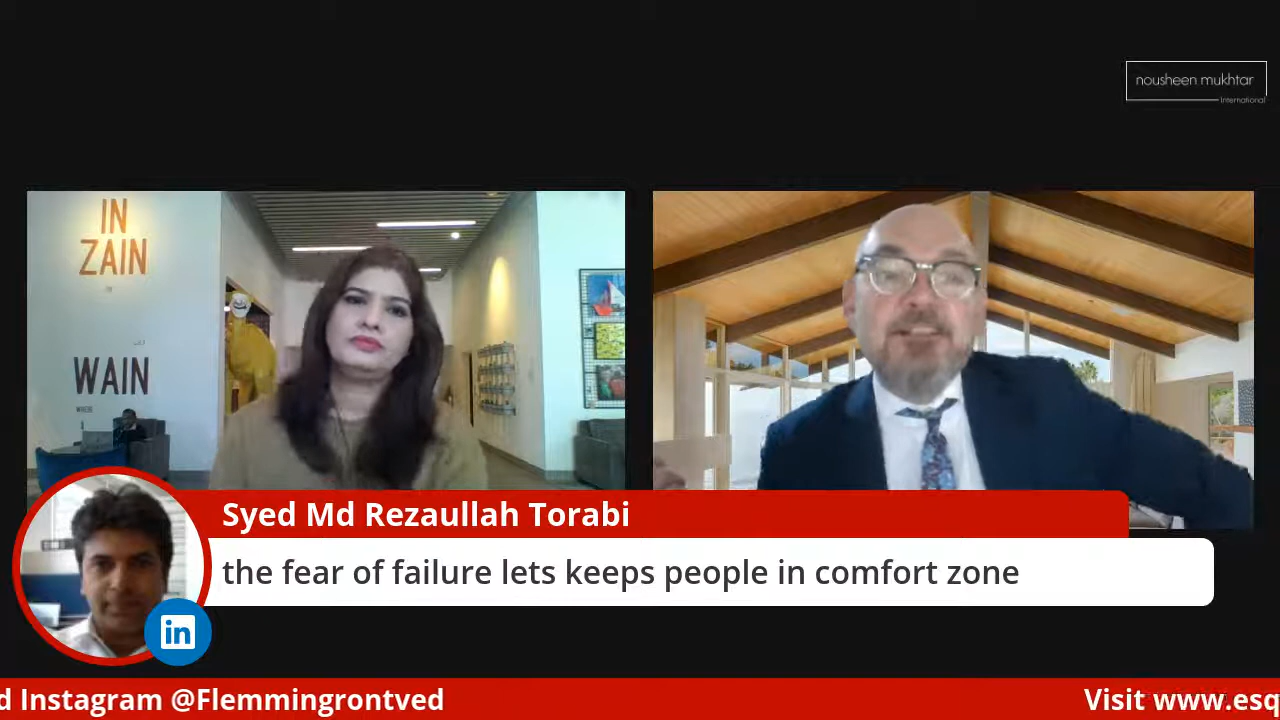 nousheen mukhtar
International
IN
ZAIN
WAIN
Syed Md Rezaullah Torabi
the fear of failure lets keeps people in comfort zone
in
d Instagram @Flemmingrontved
Visit www.esq